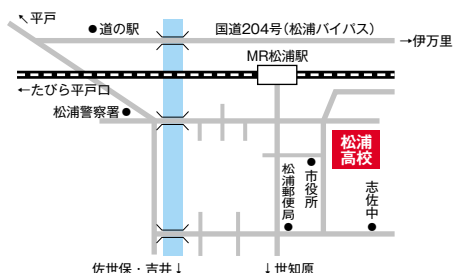 ↖平戸
●道の駅
国道204号(松浦バイパス)
→伊万里
MR松浦駅
←たびら平戸口
松浦警察署●
松浦
高校
松浦郵便局
市役所
志佐中
佐世保・吉井↓
↓世知原